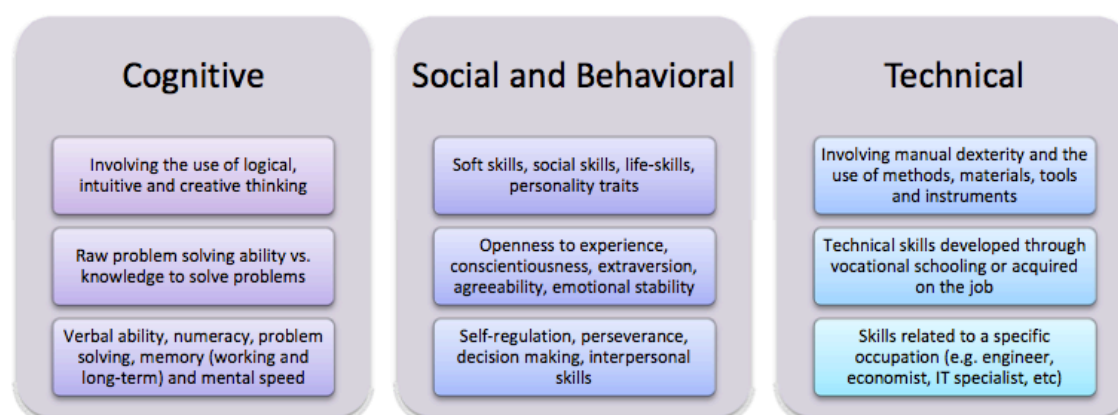 Cognitive
Involving the use of logical,
intuitive and creative thinking
Raw problem solving ability vs.
knowledge to solve problems
Verbal ability, numeracy, problem
solving, memory (working and
long-term) and mental speed
Social and Behavioral
Soft skills, social skills, life-skills,
personality traits
Openness to experience,
conscientiousness, extraversion,
agreeability, emotional stability
Self-regulation, perseverance,
decision making, interpersonal
skills
Technical
Involving manual dexterity and the
use of methods, materials, tools
and instruments
Technical skills developed through
vocational schooling or acquired
on the job
Skills related to a specific
occupation (e.g. engineer,
economist, IT specialist, etc)